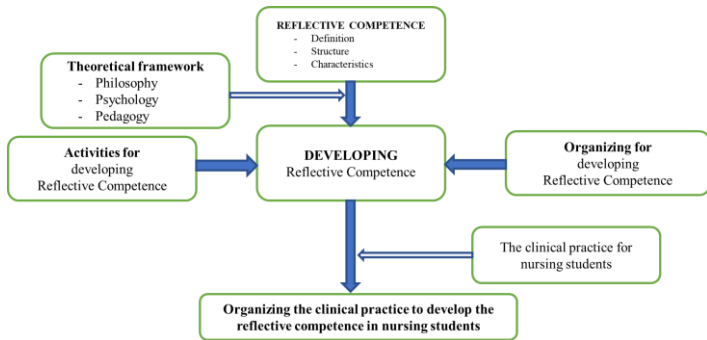 REFLECTIVE COMPETENCE
- Definition
- Structure
- Characteristics
Theoretical framework
- Philosophy
- Psychology
- Pedagogy
Activities for
developing
Reflective Competence
DEVELOPING
Reflective Competence
Organizing for
developing
Reflective Competence
The clinical practice for
nursing students
Organizing the clinical practice to develop the
reflective competence in nursing students